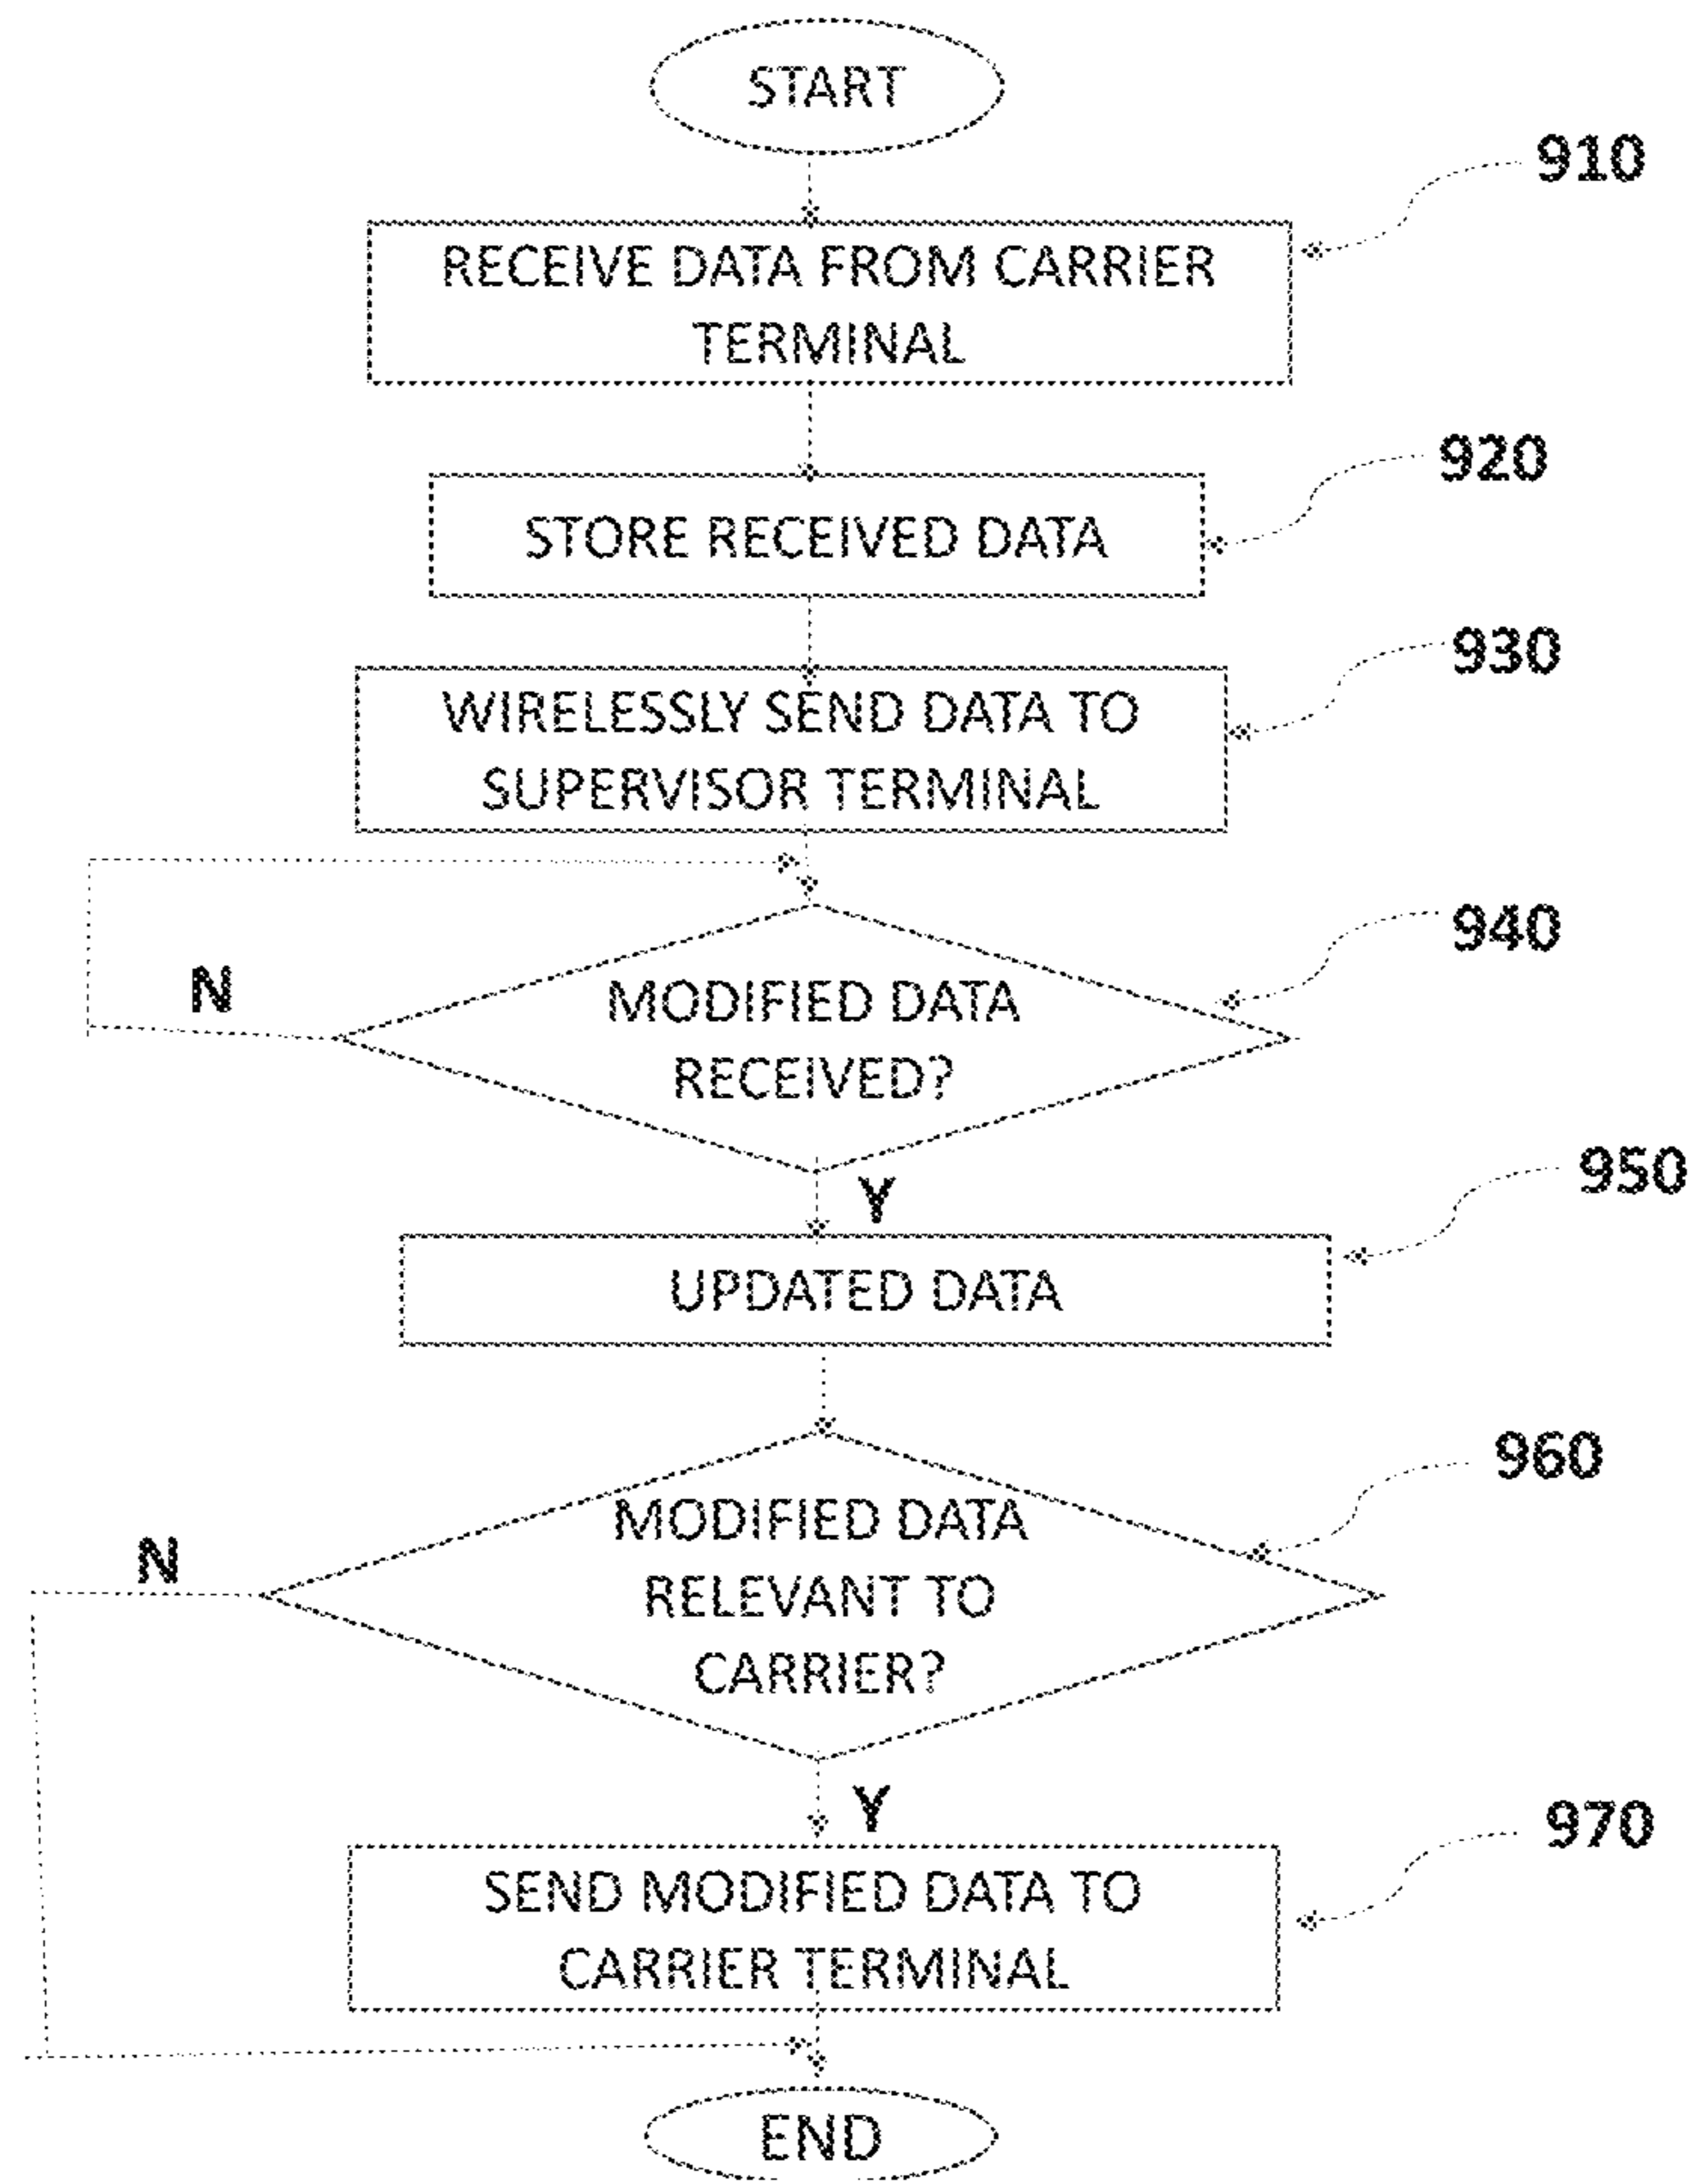 START
910
RECEIVE DATA FROM CARRIER
TERMINAL
920
STORE RECEIVED DATA
930
WIRELESSLY SEND DATA TO
SUPERVISOR TERMINAL
940
N
MODIFIED DATA
RECEIVED?
Y
950
UPDATED DATA
960
N
MODIFIED DATA
RELEVANT TO
CARRIER?
Y
970
SEND MODIFIED DATA TO
CARRIER TERMINAL
END